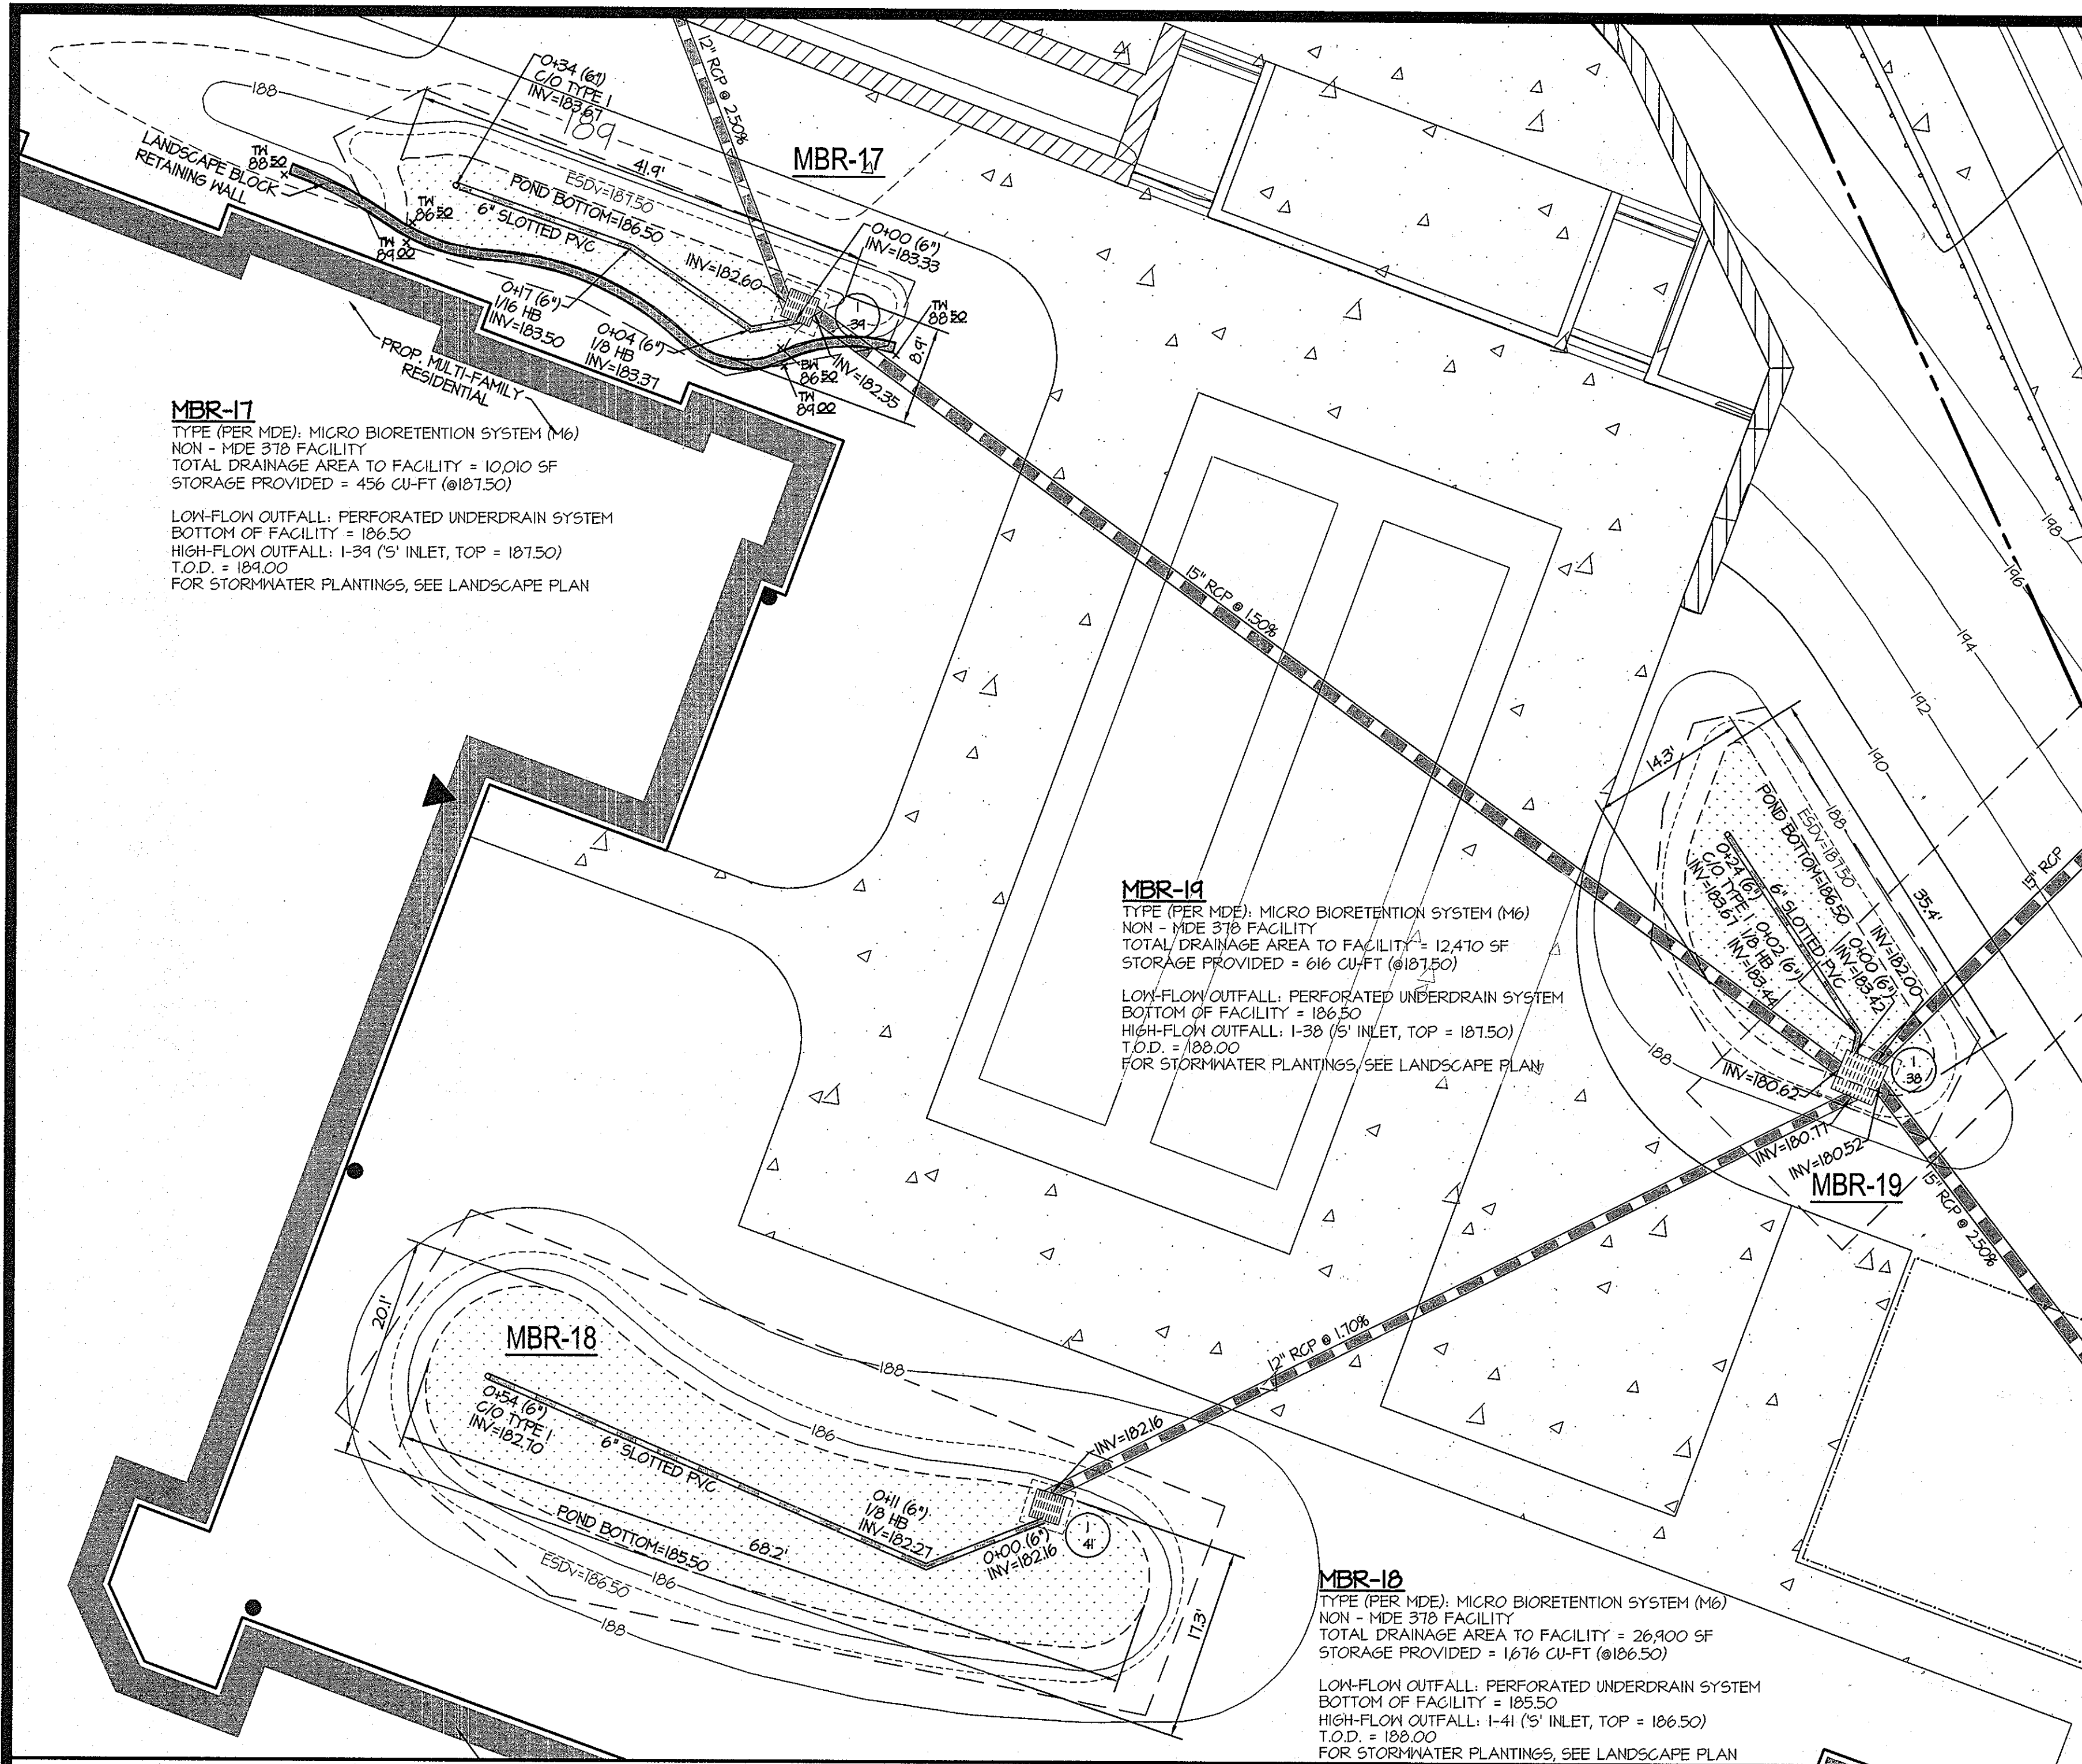 188
0+34 (6")
C/O TYPE 1
INV=183.67
189
12" RCP @ 2.50%
MBR-17
LANDSCAPE BLOCK
RETAINING WALL
TW
88.50
41.9'
ESDv=187.50
POND BOTTOM=186.50
6" SLOTTED PVC
TW
86.50
TW
89.00
INV=182.60
0+00 (6")
INV=183.33
1
39
TW
88.50
8.9'
0+17 (6")
1/16 HB
INV=183.50
0+04 (6")
1/8 HB
INV=183.37
BW
86.50
TW
89.00
INV=182.35
PROP. MULTI-FAMILY
RESIDENTIAL
MBR-17
TYPE (PER MDE): MICRO BIORETENTION SYSTEM (M6)
NON - MDE 378 FACILITY
TOTAL DRAINAGE AREA TO FACILITY = 10,010 SF
STORAGE PROVIDED = 456 CU-FT (@187.50)
LOW-FLOW OUTFALL: PERFORATED UNDERDRAIN SYSTEM
BOTTOM OF FACILITY = 186.50
HIGH-FLOW OUTFALL: I-39 ('S' INLET, TOP = 187.50)
T.O.D. = 189.00
FOR STORMWATER PLANTINGS, SEE LANDSCAPE PLAN
15" RCP @ 1.50%
198
196
194
192
190
188
14.3'
35.4'
ESDv=187.50
POND BOTTOM=186.50
6" SLOTTED PVC
0+24 (6")
C/O TYPE 1
INV=183.67
0+02 (6")
1/8 HB
INV=183.44
INV=182.00
0+00 (6")
INV=183.42
15" RCP
MBR-19
TYPE (PER MDE): MICRO BIORETENTION SYSTEM (M6)
NON - MDE 378 FACILITY
TOTAL DRAINAGE AREA TO FACILITY = 12,470 SF
STORAGE PROVIDED = 616 CU-FT (@187.50)
LOW-FLOW OUTFALL: PERFORATED UNDERDRAIN SYSTEM
BOTTOM OF FACILITY = 186.50
HIGH-FLOW OUTFALL: I-38 ('S' INLET, TOP = 187.50)
T.O.D. = 188.00
FOR STORMWATER PLANTINGS, SEE LANDSCAPE PLAN
188
1
38
INV=180.62
INV=180.77
INV=180.52
MBR-19
15" RCP @ 2.50%
12" RCP @ 1.70%
20.1'
MBR-18
188
186
INV=182.16
0+54 (6")
C/O TYPE 1
INV=182.70
6" SLOTTED PVC
0+11 (6")
1/8 HB
INV=182.27
0+00 (6")
INV=182.16
1
41
POND BOTTOM=185.50
68.2'
ESDv=186.50
186
188
17.3'
MBR-18
TYPE (PER MDE): MICRO BIORETENTION SYSTEM (M6)
NON - MDE 378 FACILITY
TOTAL DRAINAGE AREA TO FACILITY = 26,900 SF
STORAGE PROVIDED = 1,676 CU-FT (@186.50)
LOW-FLOW OUTFALL: PERFORATED UNDERDRAIN SYSTEM
BOTTOM OF FACILITY = 185.50
HIGH-FLOW OUTFALL: I-41 ('S' INLET, TOP = 186.50)
T.O.D. = 188.00
FOR STORMWATER PLANTINGS, SEE LANDSCAPE PLAN